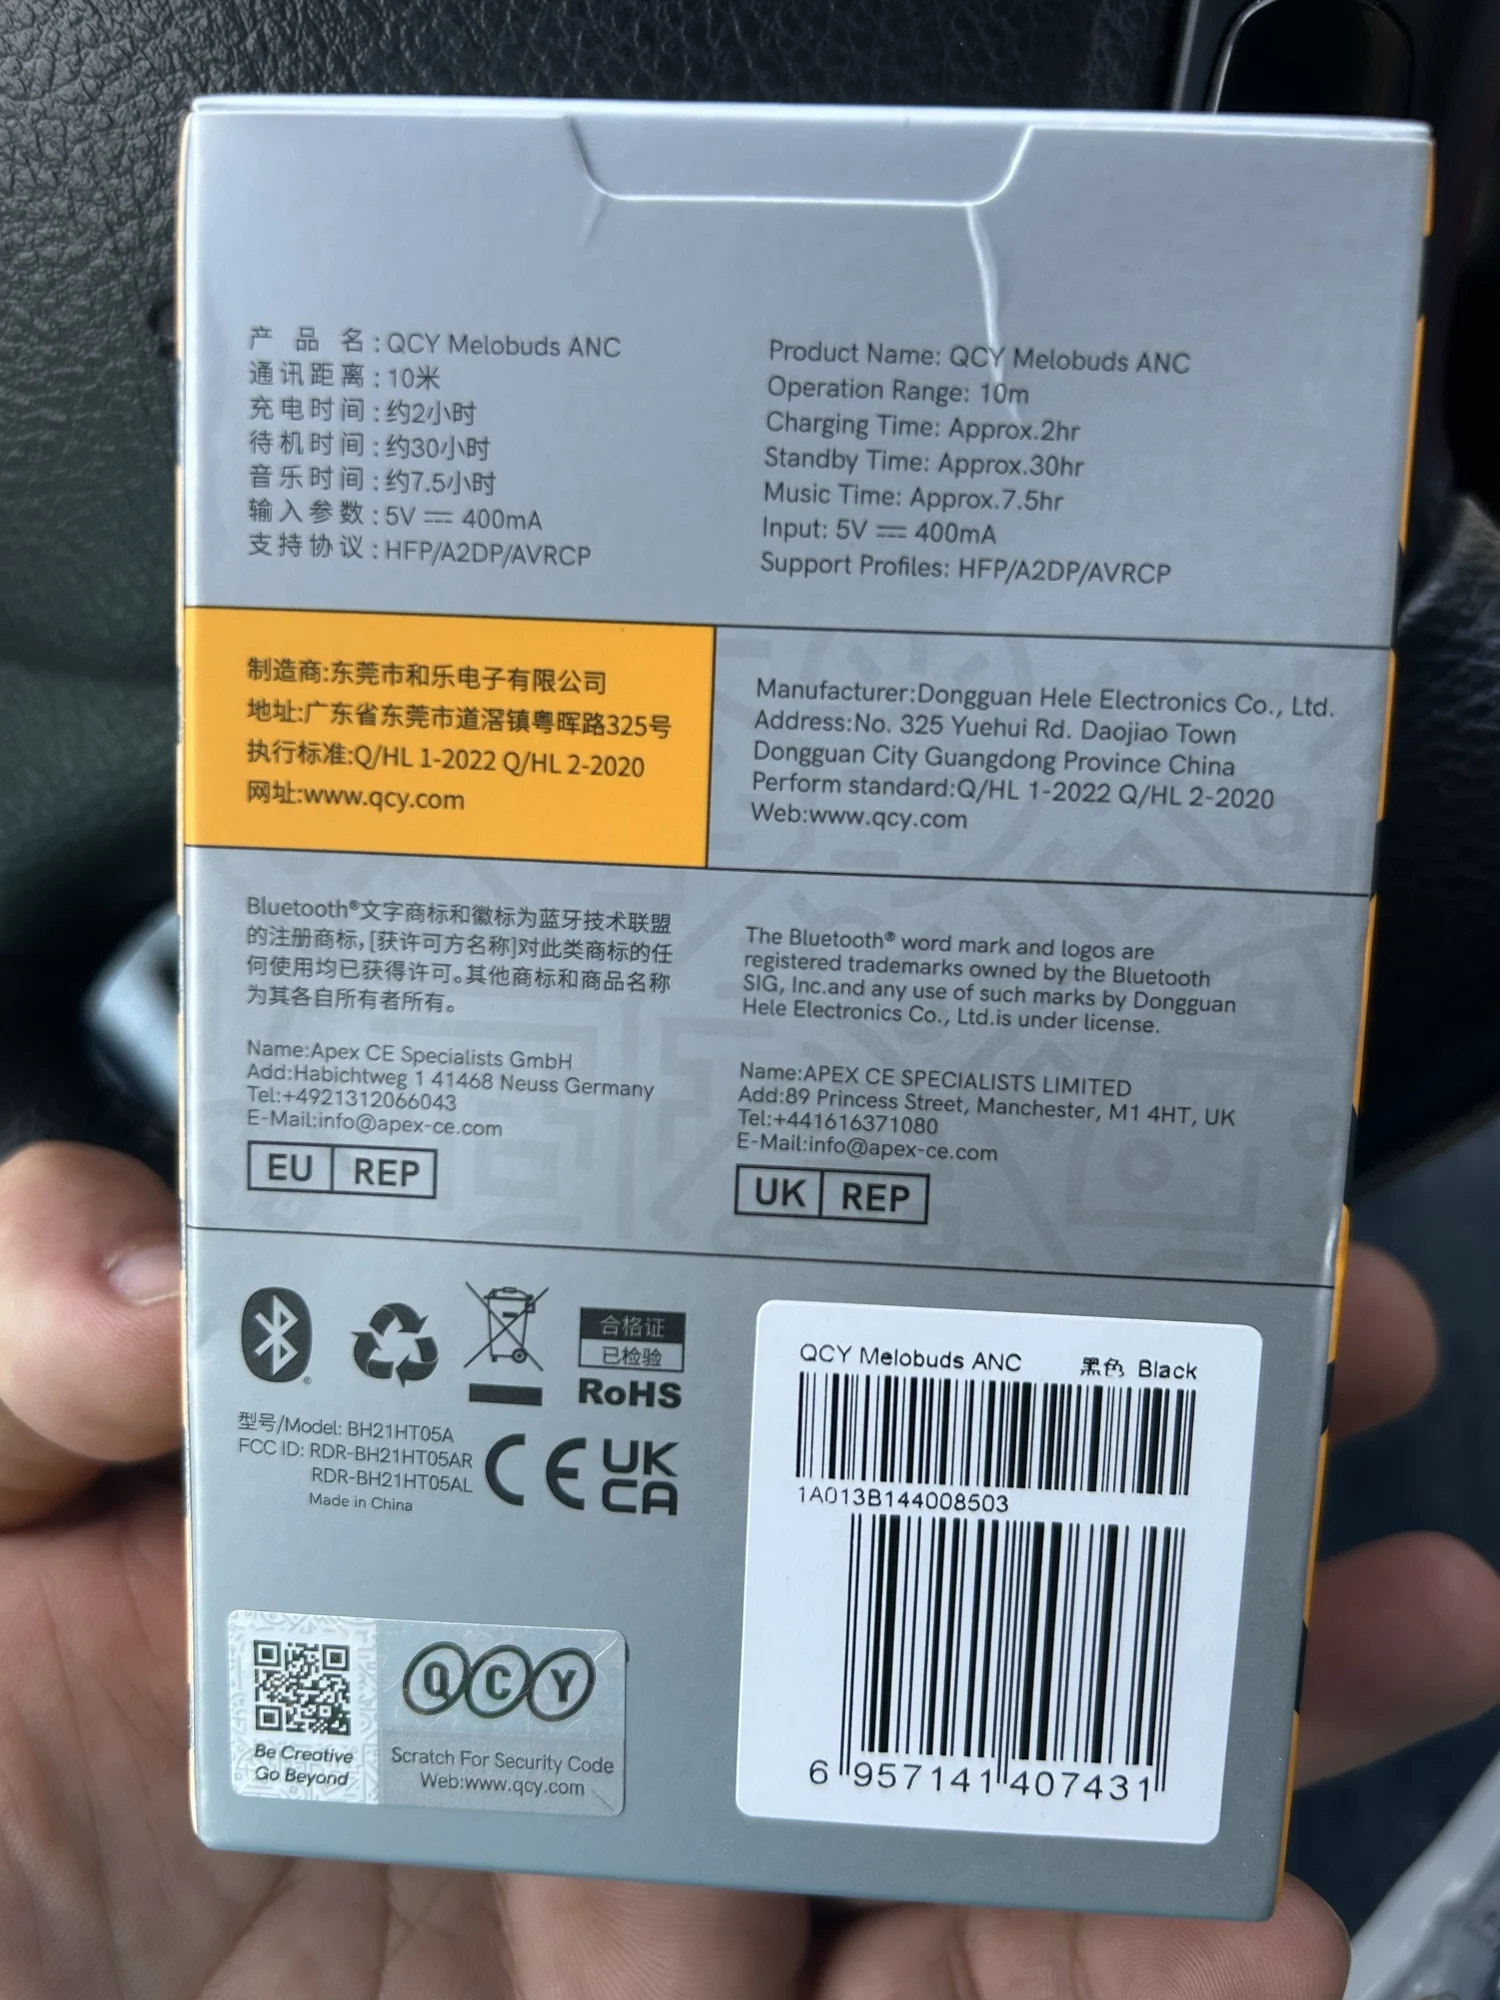 产品名:QCY Melobuds ANC
通讯距离:10米
充电时间:约2小时
待机时间:约30小时
音乐时间:约7.5小时
输入参数:5V ⎓ 400mA
支持协议:HFP/A2DP/AVRCP
Product Name: QCY Melobuds ANC
Operation Range: 10m
Charging Time: Approx.2hr
Standby Time: Approx.30hr
Music Time: Approx.7.5hr
Input: 5V ⎓ 400mA
Support Profiles: HFP/A2DP/AVRCP
制造商:东莞市和乐电子有限公司
地址:广东省东莞市道滘镇粤晖路325号
执行标准:Q/HL 1-2022 Q/HL 2-2020
网址:www.qcy.com
Manufacturer:Dongguan Hele Electronics Co., Ltd.
Address:No. 325 Yuehui Rd. Daojiao Town
Dongguan City Guangdong Province China
Perform standard:Q/HL 1-2022 Q/HL 2-2020
Web:www.qcy.com
Bluetooth®文字商标和徽标为蓝牙技术联盟
的注册商标,[获许可方名称]对此类商标的任
何使用均已获得许可。其他商标和商品名称
为其各自所有者所有。
The Bluetooth® word mark and logos are
registered trademarks owned by the Bluetooth
SIG, Inc.and any use of such marks by Dongguan
Hele Electronics Co., Ltd.is under license.
Name:Apex CE Specialists GmbH
Add:Habichtweg 1 41468 Neuss Germany
Tel:+4921312066043
E-Mail:info@apex-ce.com
EU REP
Name:APEX CE SPECIALISTS LIMITED
Add:89 Princess Street, Manchester, M1 4HT, UK
Tel:+441616371080
E-Mail:info@apex-ce.com
UK REP
合格证
已检验
RoHS
型号/Model: BH21HT05A
FCC ID: RDR-BH21HT05AR
RDR-BH21HT05AL
Made in China
CE
UK
CA
QCY Melobuds ANC 黑色 Black
1A013B144008503
6 957141 407431
QCY
Be Creative
Go Beyond
Scratch For Security Code
Web:www.qcy.com